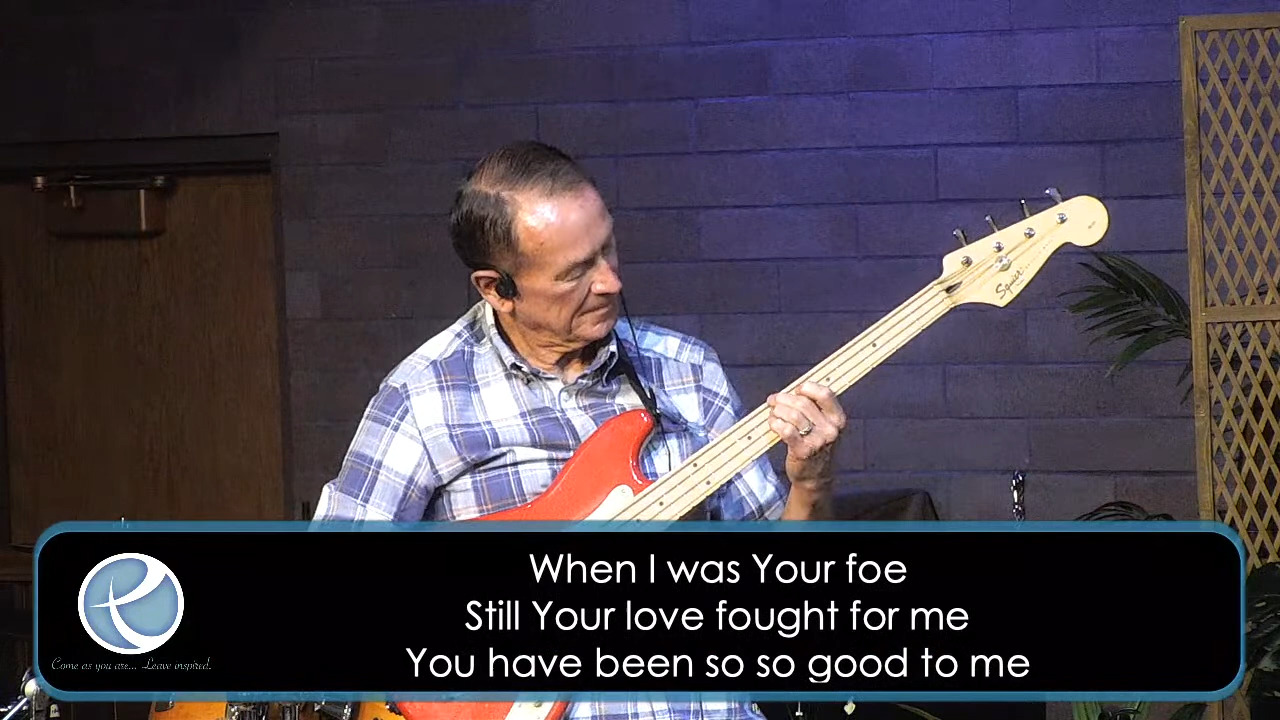 Squier
When I was Your foe
Still Your love fought for me
You have been so so good to me
Come as you are... Leave inspired.